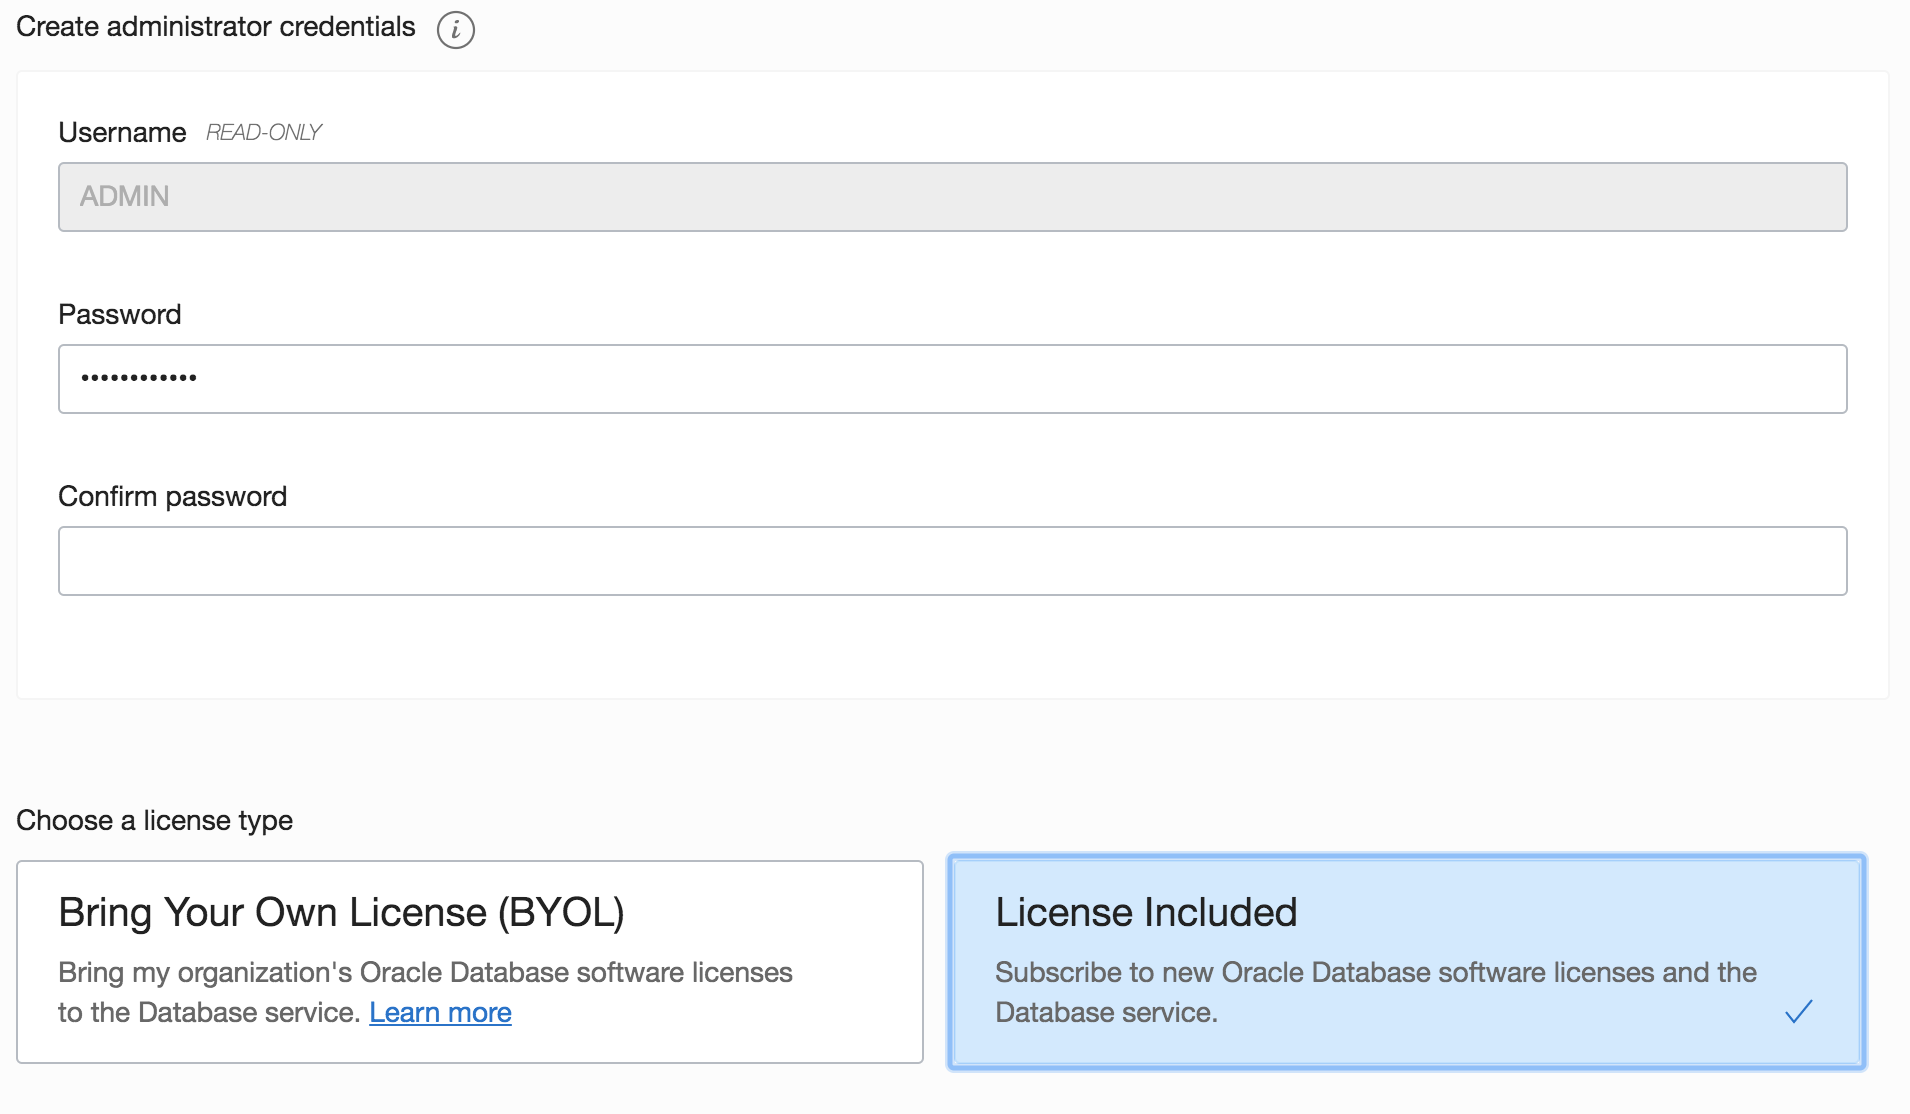 Create administrator credentials i
Username READ-ONLY
ADMIN
Password
••••••••••••
Confirm password
Choose a license type
Bring Your Own License (BYOL)
Bring my organization's Oracle Database software licenses
to the Database service. Learn more
License Included
Subscribe to new Oracle Database software licenses and the
Database service.